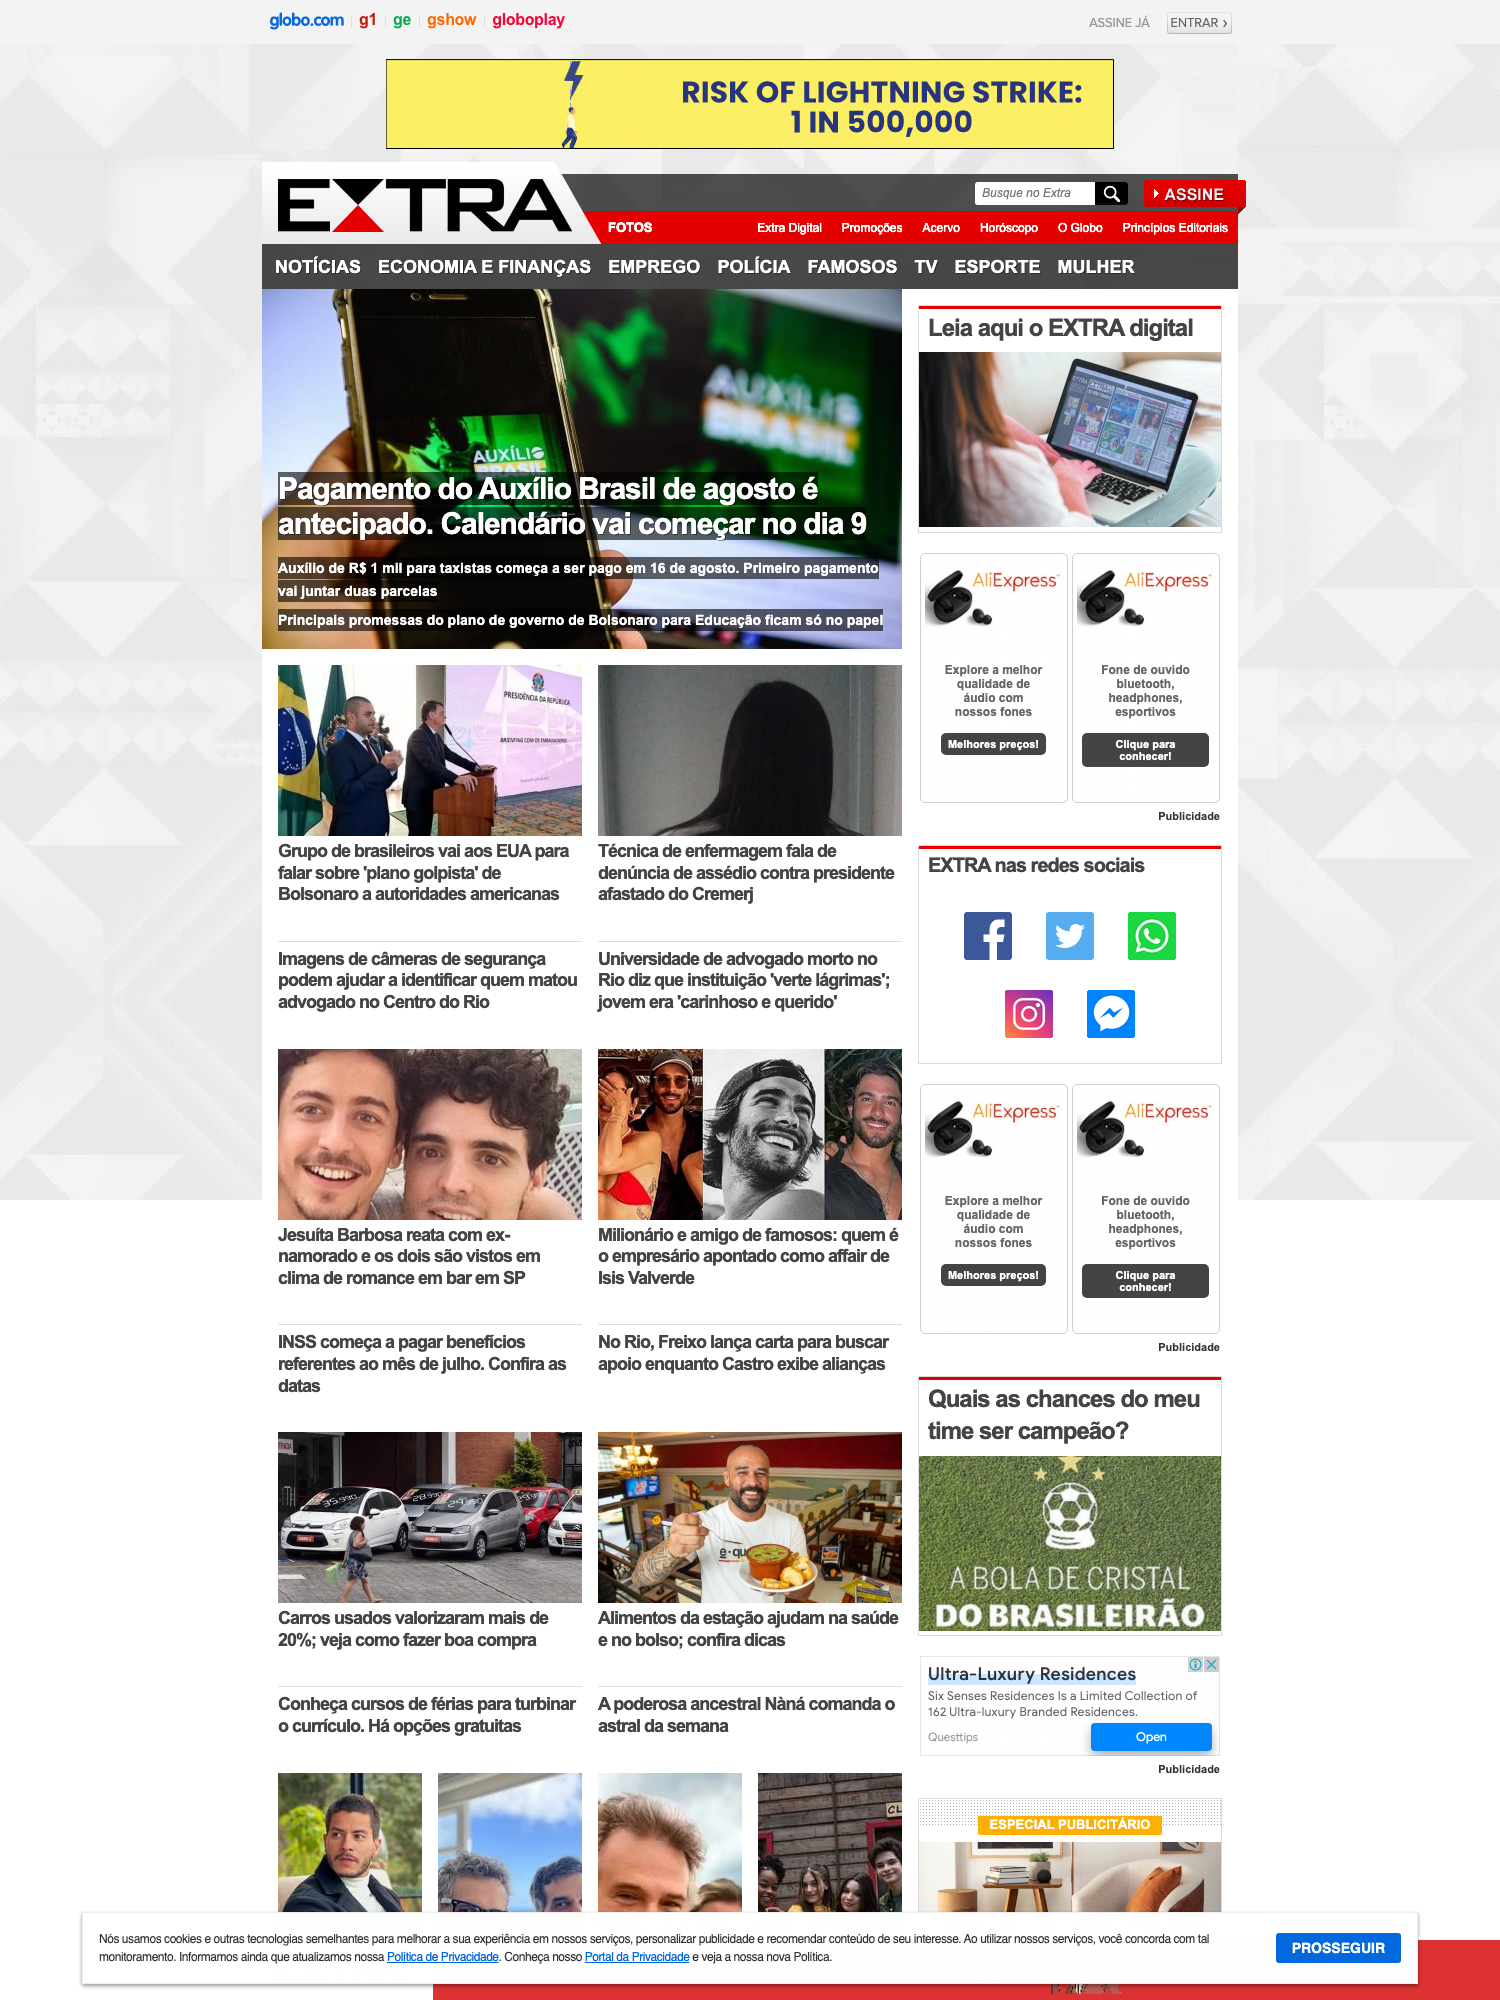 globo.com g1 ge gshow globoplay
ASSINE JÁ ENTRAR ›
RISK OF LIGHTNING STRIKE:
1 IN 500,000
EXTRA
Busque no Extra
ASSINE
FOTOS Extra Digital Promoções Acervo Horóscopo O Globo Princípios Editoriais
NOTÍCIAS ECONOMIA E FINANÇAS EMPREGO POLÍCIA FAMOSOS TV ESPORTE MULHER
AUXÍLIO
BRASIL
AUXÍLIO
BRASIL
Pagamento do Auxílio Brasil de agosto é
antecipado. Calendário vai começar no dia 9
Auxílio de R$ 1 mil para taxistas começa a ser pago em 16 de agosto. Primeiro pagamento
vai juntar duas parcelas
Principais promessas do plano de governo de Bolsonaro para Educação ficam só no papel
PRESIDÊNCIA DA REPÚBLICA
BRIEFING COM OS EMBAIXADORES
Grupo de brasileiros vai aos EUA para
falar sobre 'plano golpista' de
Bolsonaro a autoridades americanas
Técnica de enfermagem fala de
denúncia de assédio contra presidente
afastado do Cremerj
Imagens de câmeras de segurança
podem ajudar a identificar quem matou
advogado no Centro do Rio
Universidade de advogado morto no
Rio diz que instituição 'verte lágrimas';
jovem era 'carinhoso e querido'
Jesuíta Barbosa reata com ex-
namorado e os dois são vistos em
clima de romance em bar em SP
Milionário e amigo de famosos: quem é
o empresário apontado como affair de
Isis Valverde
INSS começa a pagar benefícios
referentes ao mês de julho. Confira as
datas
No Rio, Freixo lança carta para buscar
apoio enquanto Castro exibe alianças
35.990
28.990
29.990
Carros usados valorizaram mais de
20%; veja como fazer boa compra
Alimentos da estação ajudam na saúde
e no bolso; confira dicas
Conheça cursos de férias para turbinar
o currículo. Há opções gratuitas
A poderosa ancestral Nàná comanda o
astral da semana
CL
Leia aqui o EXTRA digital
EXTRA
AliExpress
Explore a melhor
qualidade de
áudio com
nossos fones
Melhores preços!
AliExpress
Fone de ouvido
bluetooth,
headphones,
esportivos
Clique para
conhecer!
Publicidade
EXTRA nas redes sociais
AliExpress
Explore a melhor
qualidade de
áudio com
nossos fones
Melhores preços!
AliExpress
Fone de ouvido
bluetooth,
headphones,
esportivos
Clique para
conhecer!
Publicidade
Quais as chances do meu
time ser campeão?
A BOLA DE CRISTAL
DO BRASILEIRÃO
Ultra-Luxury Residences
Six Senses Residences Is a Limited Collection of
162 Ultra-luxury Branded Residences.
Questtips
Open
Publicidade
ESPECIAL PUBLICITÁRIO
Nós usamos cookies e outras tecnologias semelhantes para melhorar a sua experiência em nossos serviços, personalizar publicidade e recomendar conteúdo de seu interesse. Ao utilizar nossos serviços, você concorda com tal
monitoramento. Informamos ainda que atualizamos nossa Política de Privacidade. Conheça nosso Portal da Privacidade e veja a nossa nova Política.
PROSSEGUIR